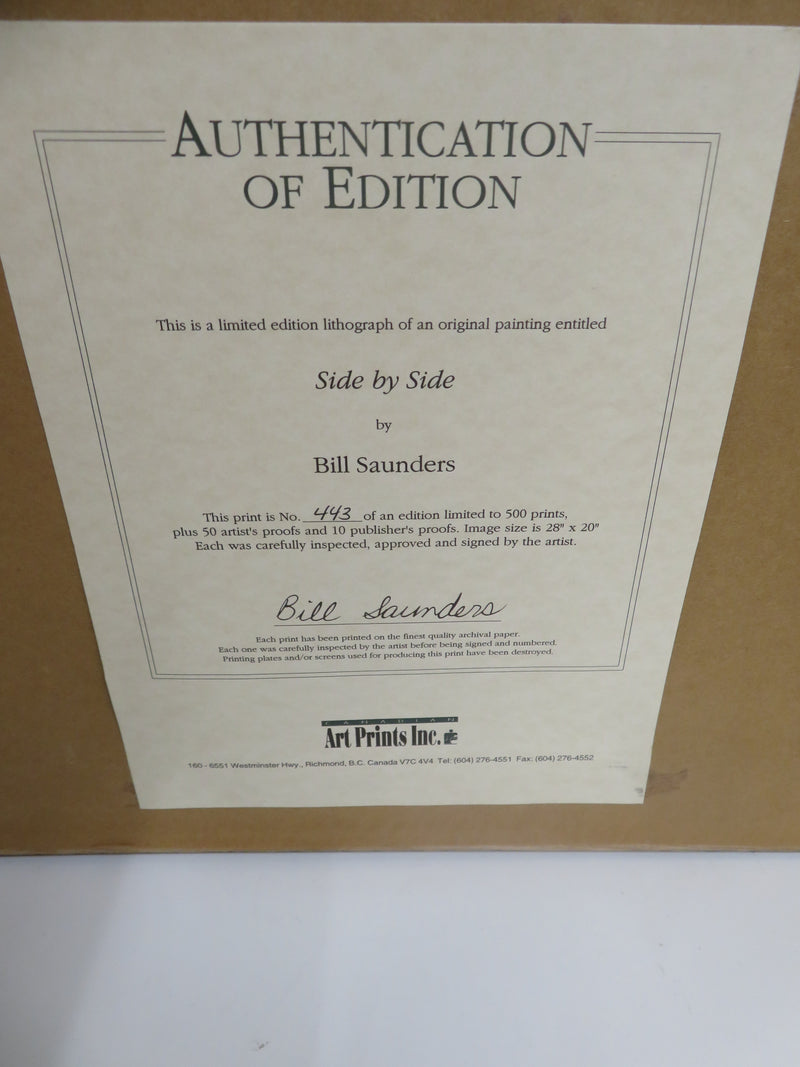 AUTHENTICATION
OF EDITION
This is a limited edition lithograph of an original painting entitled
Side by Side
by
Bill Saunders
This print is No. 443 of an edition limited to 500 prints,
plus 50 artist's proofs and 10 publisher's proofs. Image size is 28" x 20"
Each was carefully inspected, approved and signed by the artist.
Bill Saunders
Each print has been printed on the finest quality archival paper.
Each one was carefully inspected by the artist before being signed and numbered.
Printing plates and/or screens used for producing this print have been destroyed.
CANADIAN
Art Prints Inc.
160 - 6551 Westminster Hwy., Richmond, B.C. Canada V7C 4V4 Tel: (604) 276-4551 Fax: (604) 276-4552